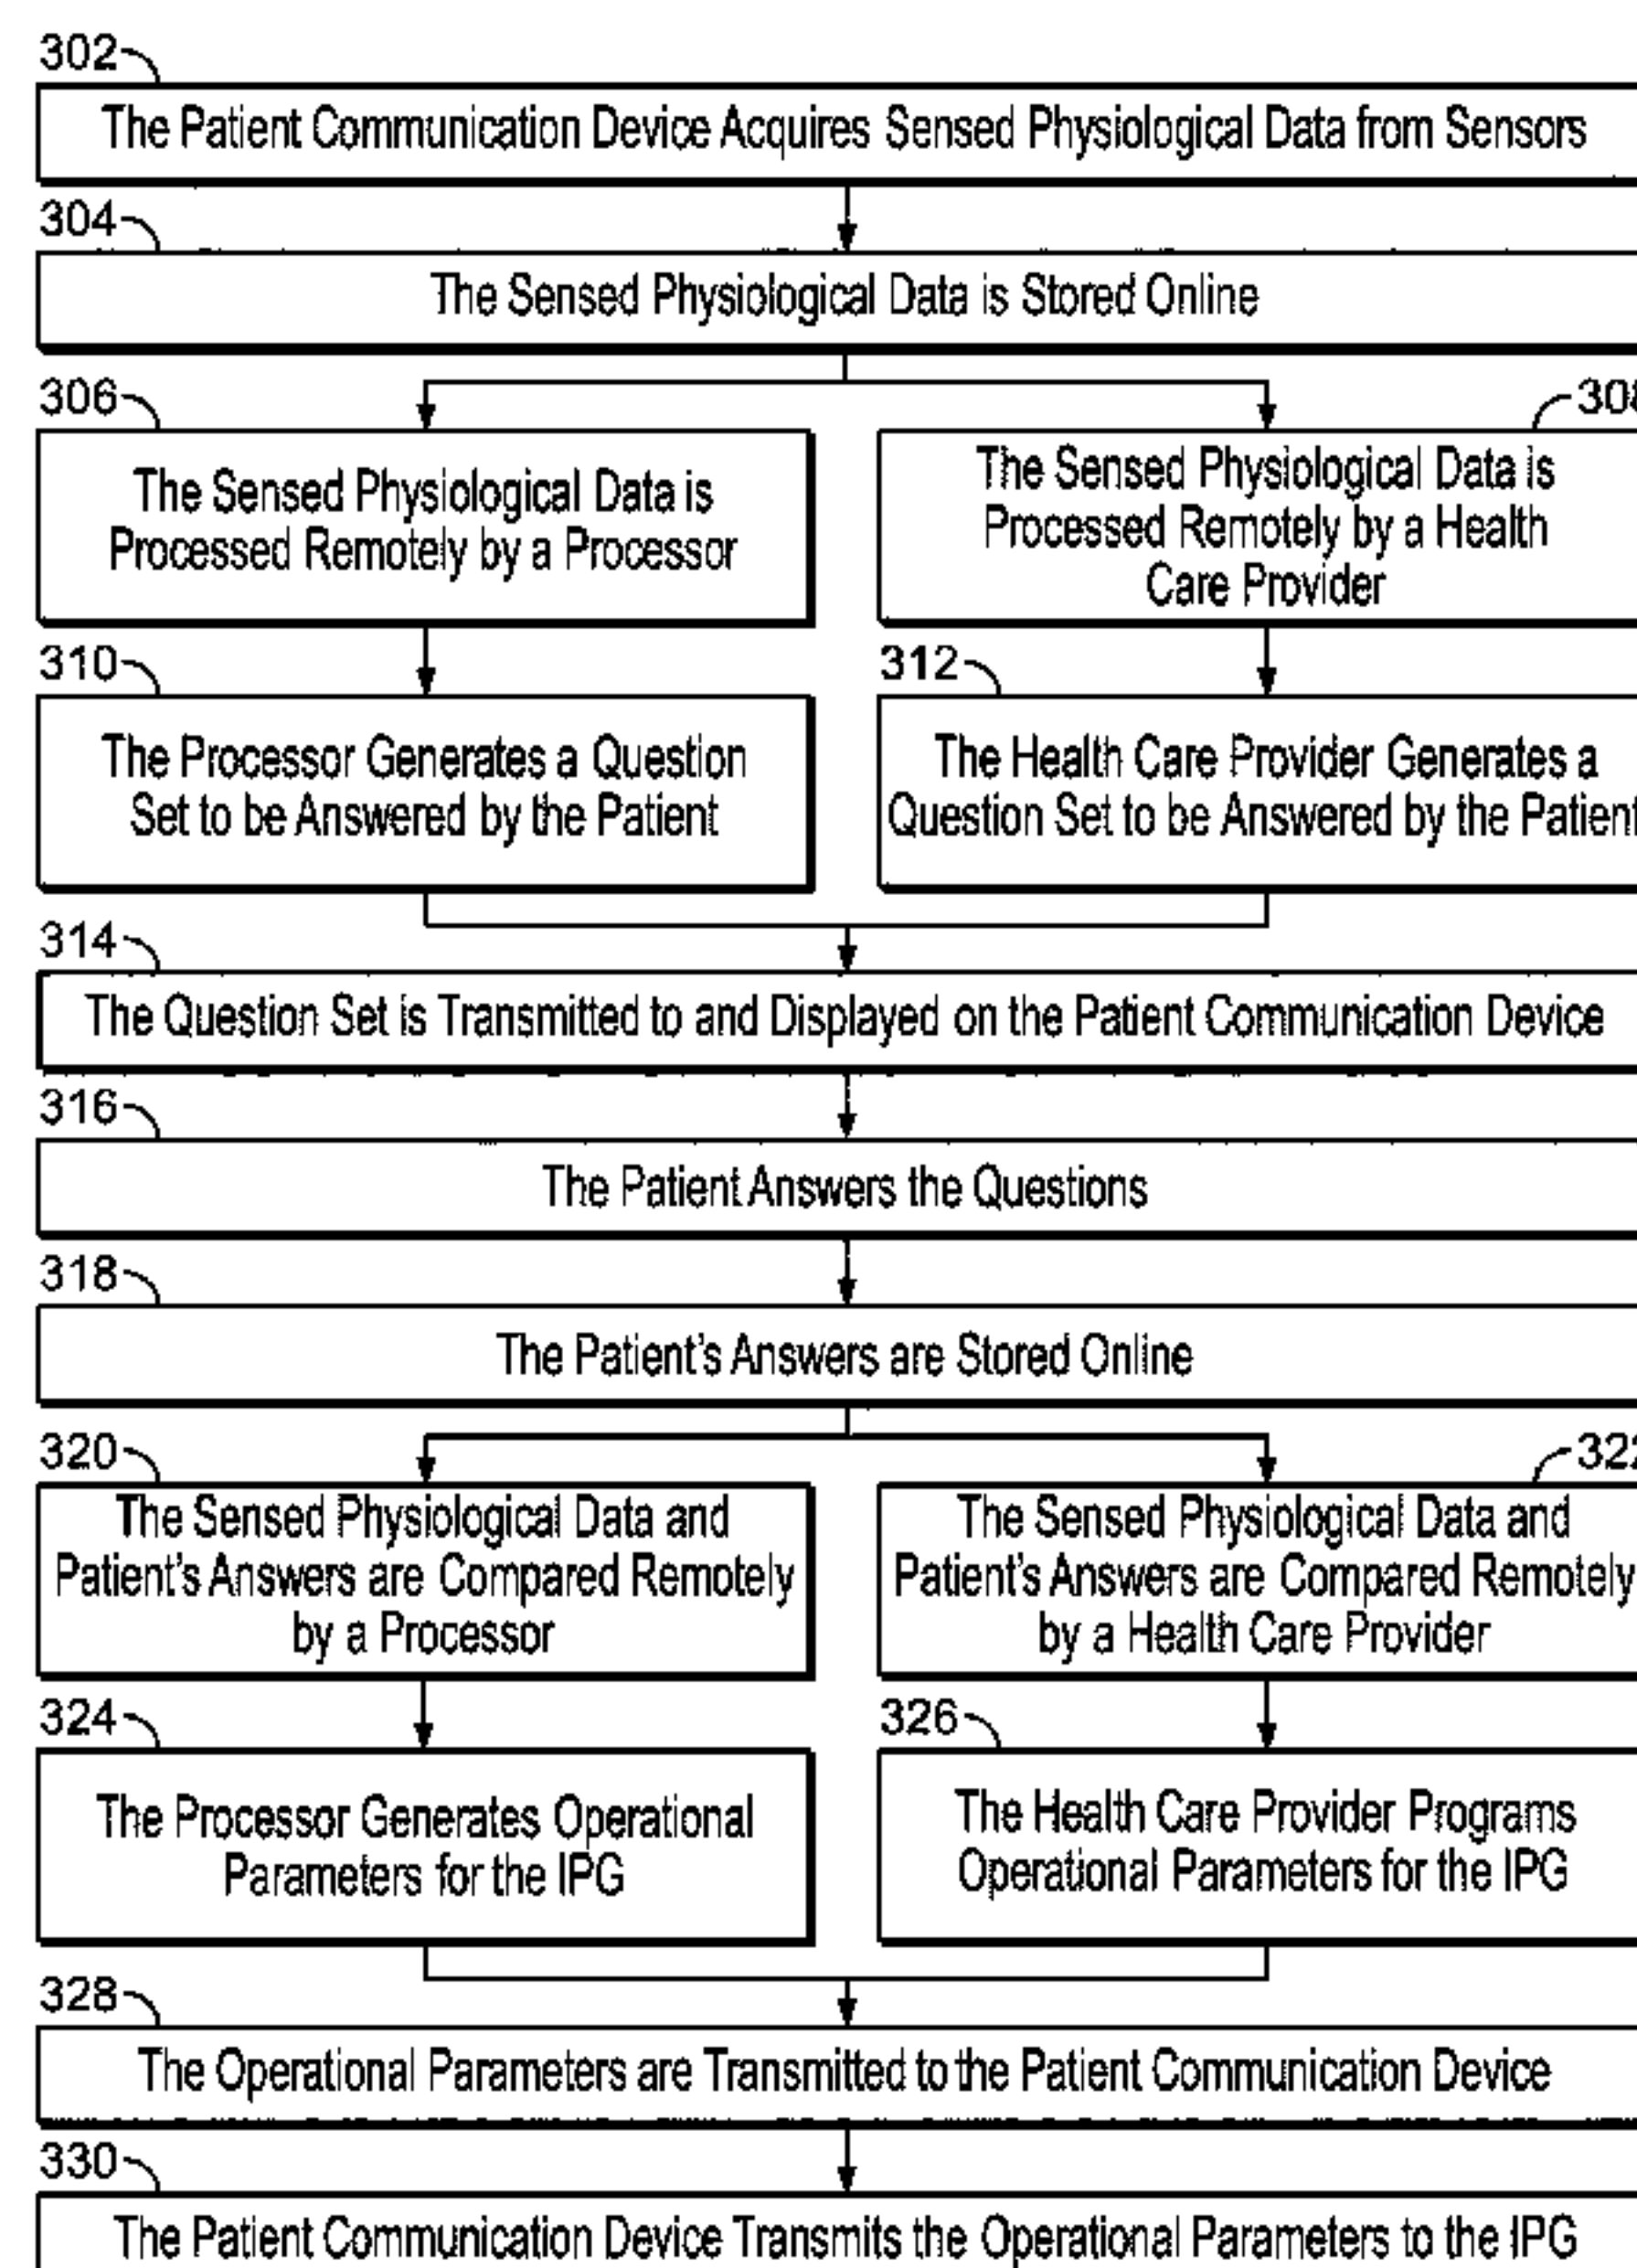 302
The Patient Communication Device Acquires Sensed Physiological Data from Sensors
304
The Sensed Physiological Data is Stored Online
306
The Sensed Physiological Data is
Processed Remotely by a Processor
The Sensed Physiological Data is
Processed Remotely by a Health
Care Provider
310
The Processor Generates a Question
Set to be Answered by the Patient
312
The Health Care Provider Generates a
Question Set to be Answered by the Patient
314
The Question Set is Transmitted to and Displayed on the Patient Communication Device
316
The Patient Answers the Questions
318
The Patient's Answers are Stored Online
320
The Sensed Physiological Data and
Patient's Answers are Compared Remotely
by a Processor
322
The Sensed Physiological Data and
Patient's Answers are Compared Remotely
by a Health Care Provider
324
The Processor Generates Operational
Parameters for the IPG
326
The Health Care Provider Programs
Operational Parameters for the IPG
328
The Operational Parameters are Transmitted to the Patient Communication Device
330
The Patient Communication Device Transmits the Operational Parameters to the IPG